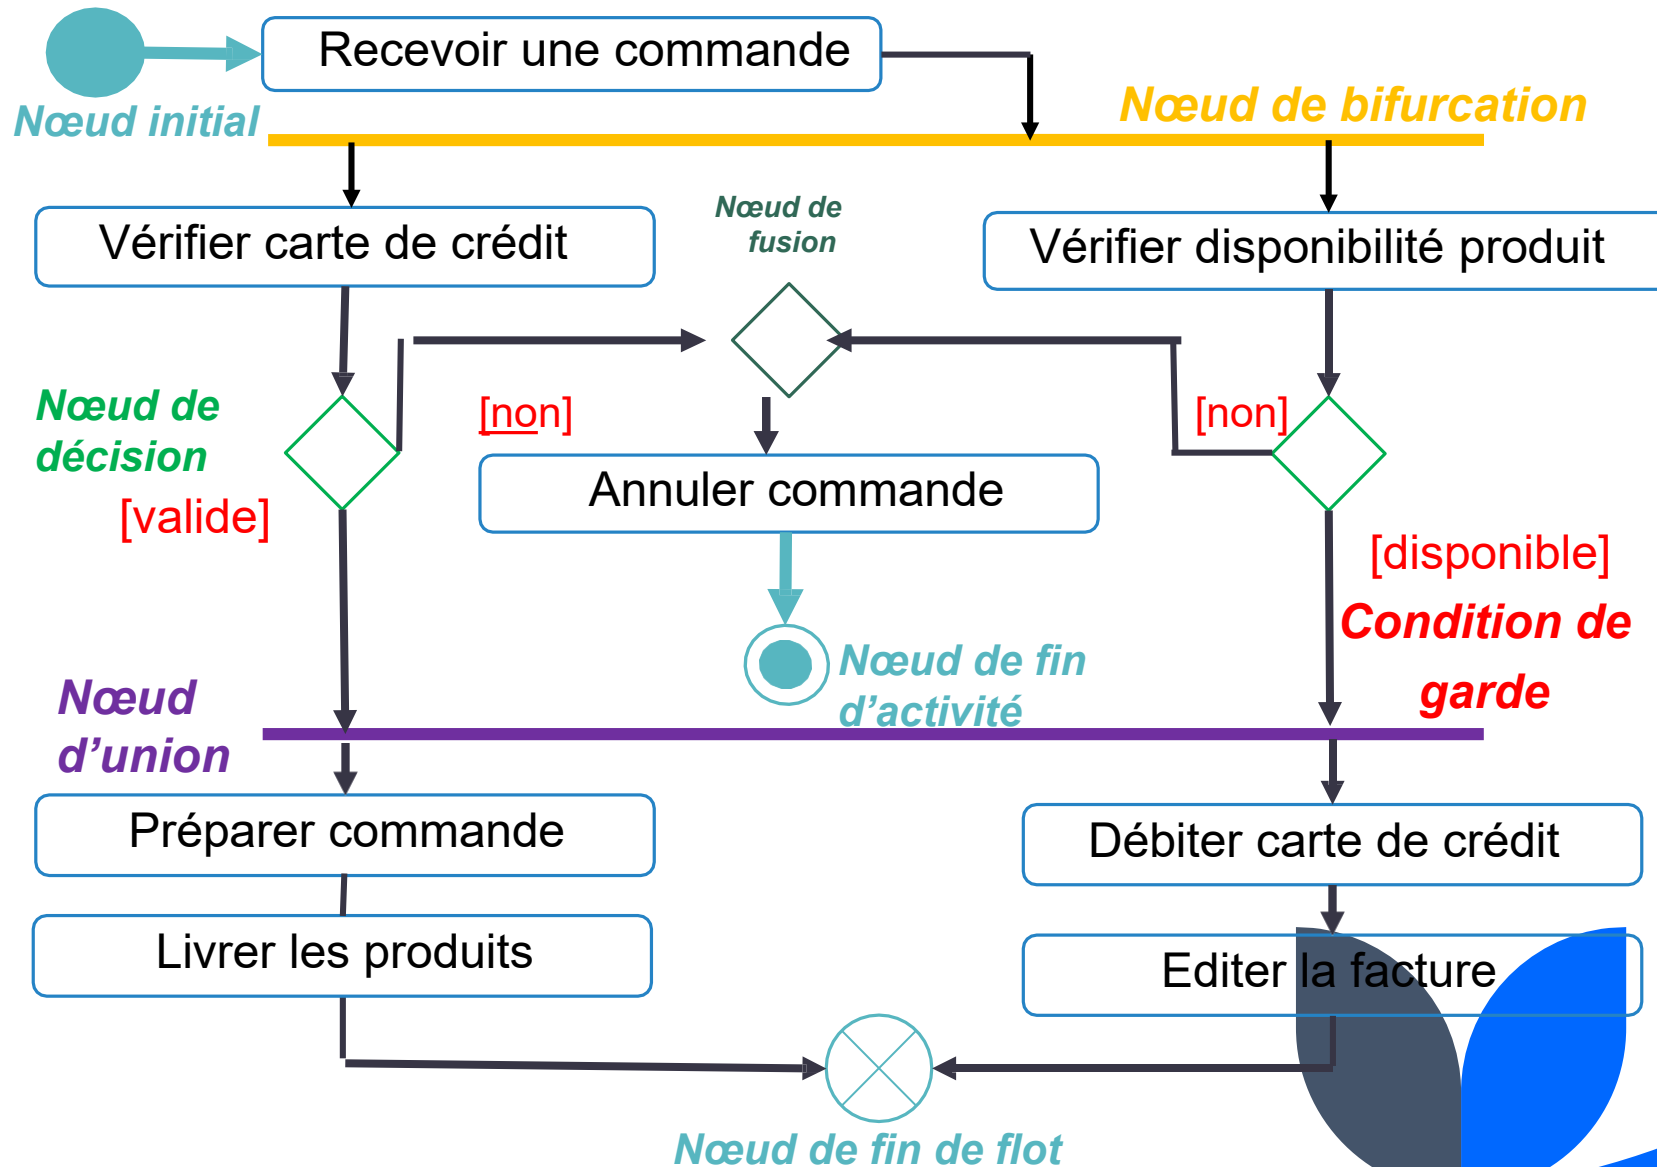 Recevoir une commande
Nœud initial
Nœud de bifurcation
Vérifier carte de crédit
Nœud de
fusion
Vérifier disponibilité produit
Nœud de
décision
[non]
[non]
[valide]
Annuler commande
[disponible]
Condition de
garde
Nœud de fin
d’activité
Nœud
d’union
Préparer commande
Débiter carte de crédit
Livrer les produits
Editer la facture
Nœud de fin de flot